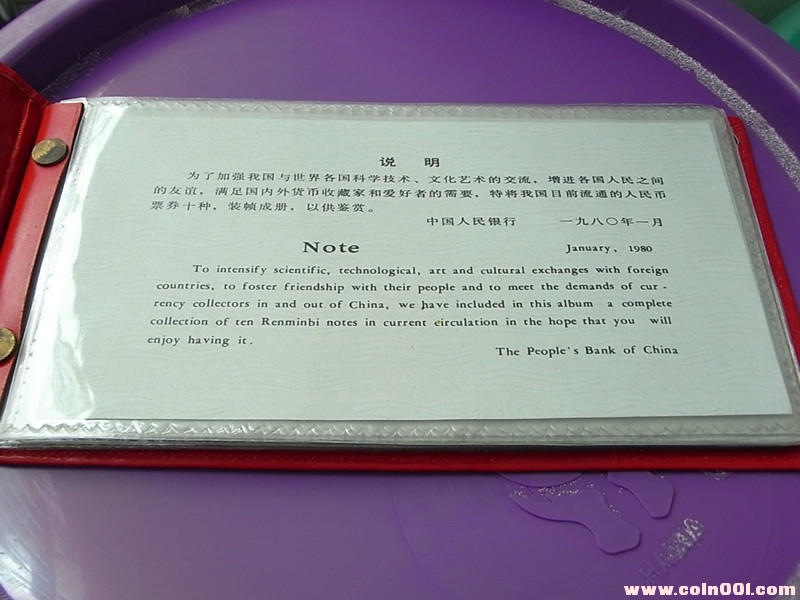 说 明
为了加强我国与世界各国科学技术、文化艺术的交流，增进各国人民之间
的友谊，满足国内外货币收藏家和爱好者的需要，特将我国目前流通的人民币
票券十种，装帧成册，以供鉴赏。
中国人民银行 一九八〇年一月
Note January, 1980
To intensify scientific, technological, art and cultural exchanges with foreign
countries, to foster friendship with their people and to meet the demands of cur -
rency collectors in and out of China, we have included in this album a complete
collection of ten Renminbi notes in current circulation in the hope that you will
enjoy having it.
The People's Bank of China
www.coin001.com